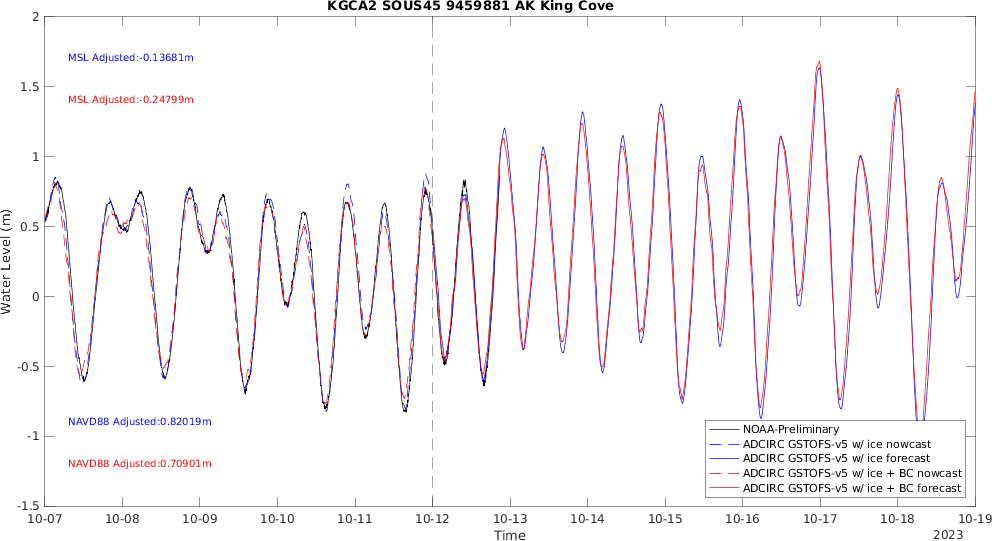 KGCA2 SOUS45 9459881 AK King Cove
2
1.5
1
0.5
0
-0.5
-1
-1.5
Water Level (m)
MSL Adjusted:-0.13681m
MSL Adjusted:-0.24799m
NAVD88 Adjusted:0.82019m
NAVD88 Adjusted:0.70901m
NOAA-Preliminary
ADCIRC GSTOFS-v5 w/ ice nowcast
ADCIRC GSTOFS-v5 w/ ice forecast
ADCIRC GSTOFS-v5 w/ ice + BC nowcast
ADCIRC GSTOFS-v5 w/ ice + BC forecast
10-07 10-08 10-09 10-10 10-11 10-12 10-13 10-14 10-15 10-16 10-17 10-18 10-19
Time
2023